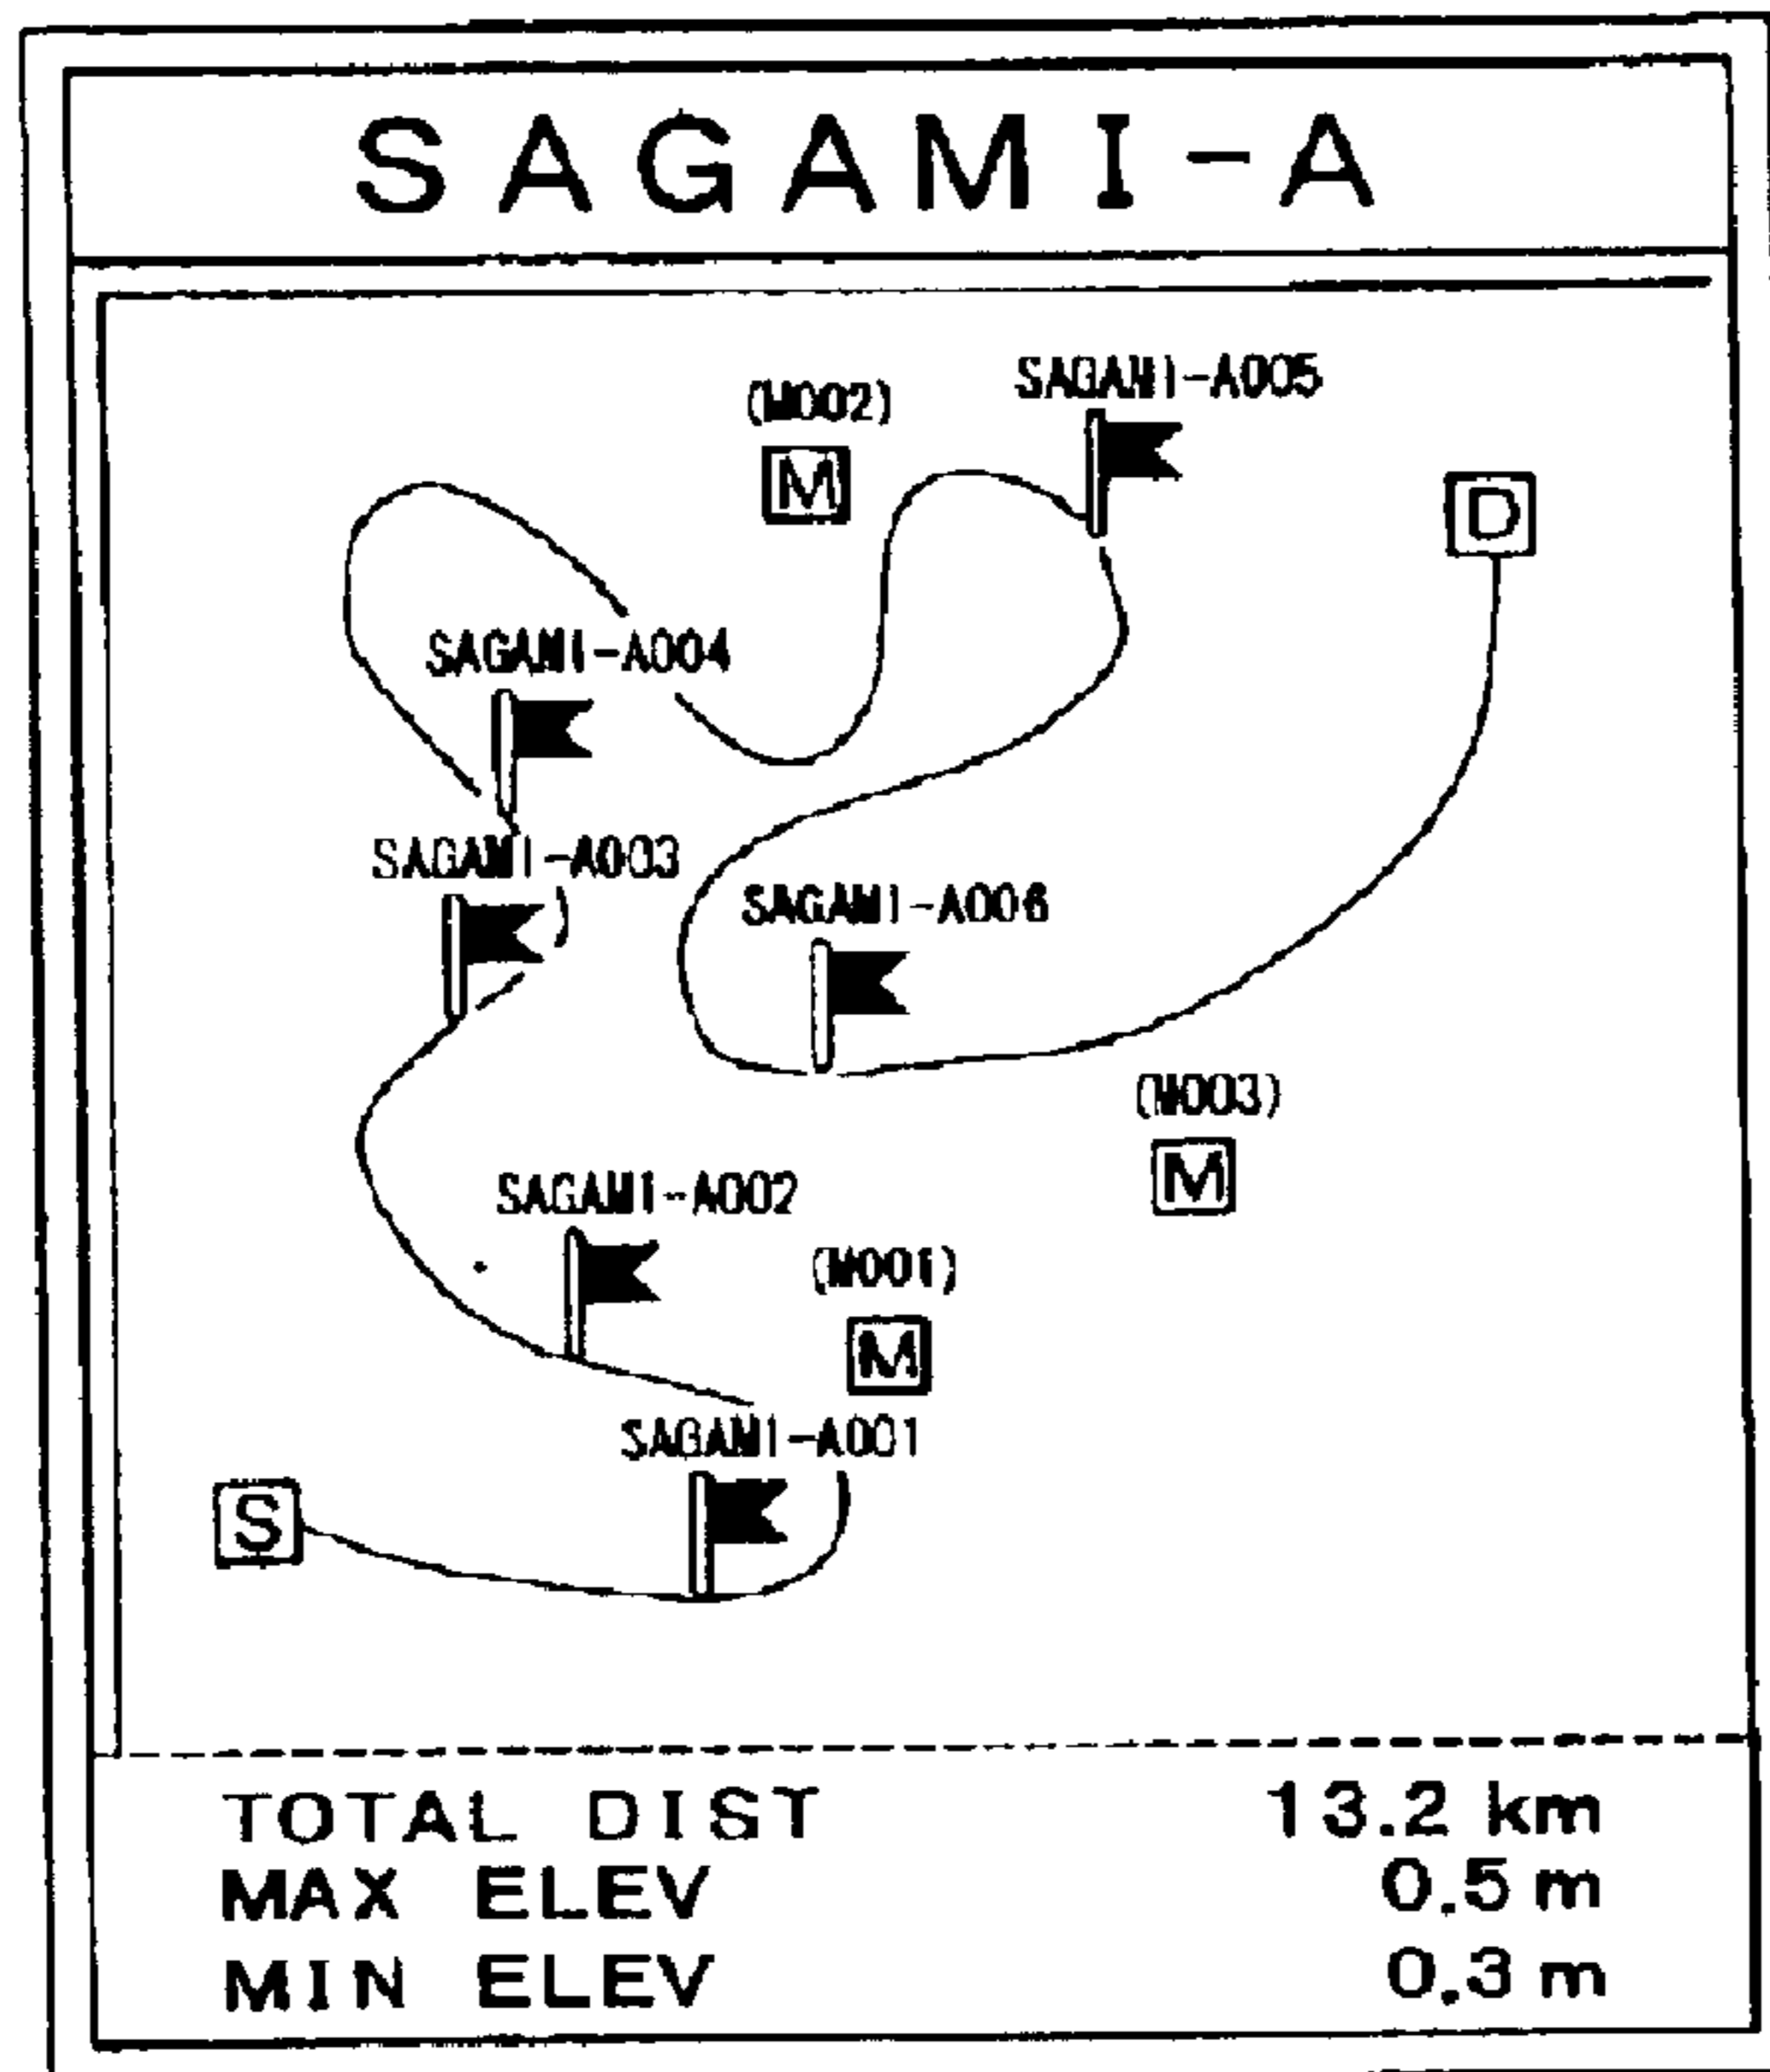 SAGAMI-A
SAGAMI-A005
(M002)
M
D
SAGAMI-A004
SAGAMI-A003
SAGAMI-A006
(M003)
M
SAGAMI-A002
(M001)
M
SAGAMI-A001
S
TOTAL DIST 13.2 km
MAX ELEV 0.5 m
MIN ELEV 0.3 m